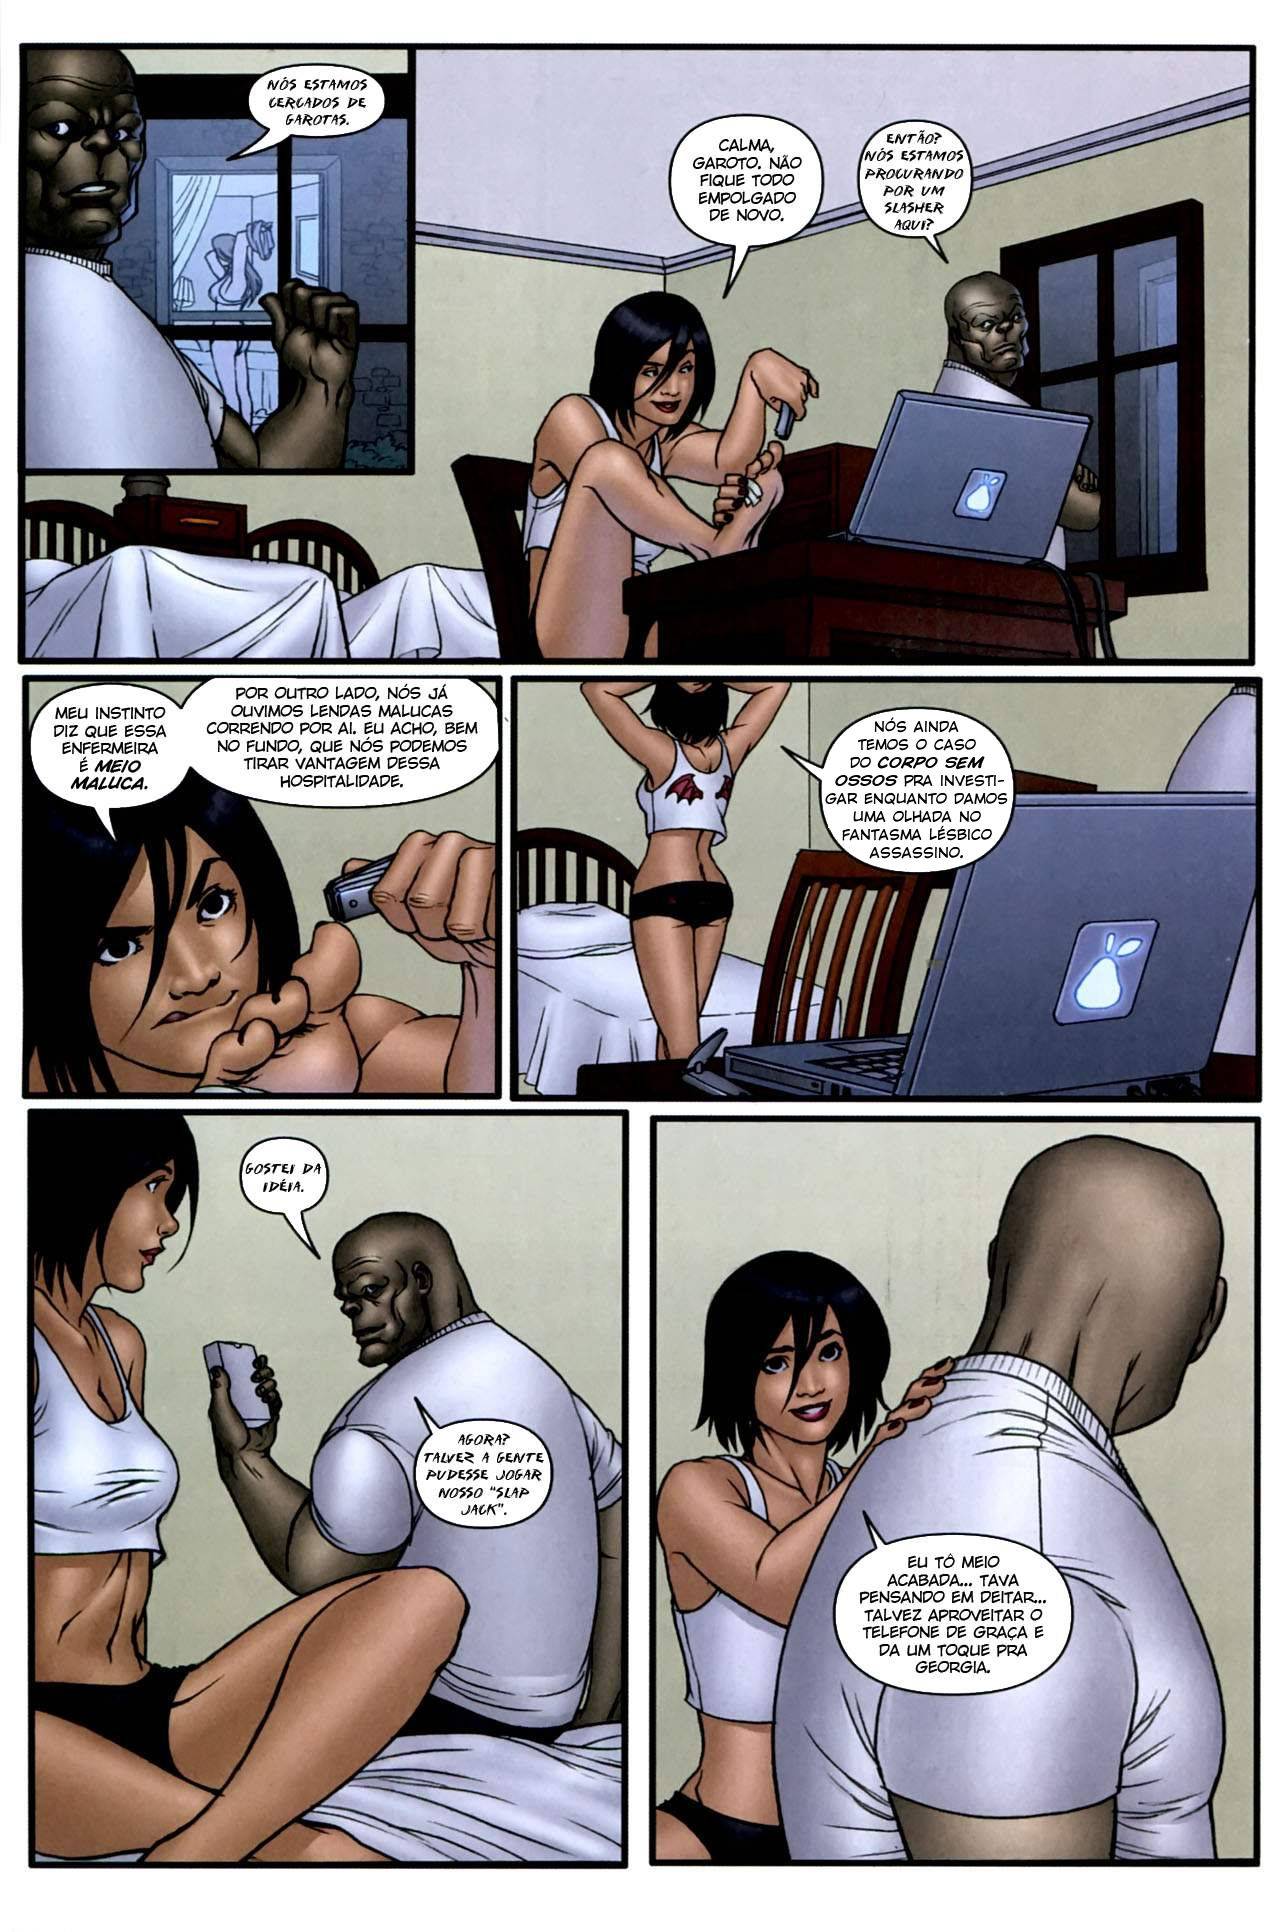 NÓS ESTAMOS
CERCADOS DE
GAROTAS.
CALMA,
GAROTO. NÃO
FIQUE TODO
EMPOLGADO
DE NOVO.
ENTÃO?
NÓS ESTAMOS
PROCURANDO
POR UM
SLASHER
AQUI?
MEU INSTINTO
DIZ QUE ESSA
ENFERMEIRA
É MEIO
MALUCA.
POR OUTRO LADO, NÓS JÁ
OUVIMOS LENDAS MALUCAS
CORRENDO POR AI. EU ACHO, BEM
NO FUNDO, QUE NÓS PODEMOS
TIRAR VANTAGEM DESSA
HOSPITALIDADE.
NÓS AINDA
TEMOS O CASO
DO CORPO SEM
OSSOS PRA INVESTI-
GAR ENQUANTO DAMOS
UMA OLHADA NO
FANTASMA LÉSBICO
ASSASSINO.
GOSTEI DA
IDÉIA.
AGORA?
TALVEZ A GENTE
PUDESSE JOGAR
NOSSO "SLAP
JACK".
EU TÔ MEIO
ACABADA... TAVA
PENSANDO EM DEITAR...
TALVEZ APROVEITAR O
TELEFONE DE GRAÇA E
DA UM TOQUE PRA
GEORGIA.